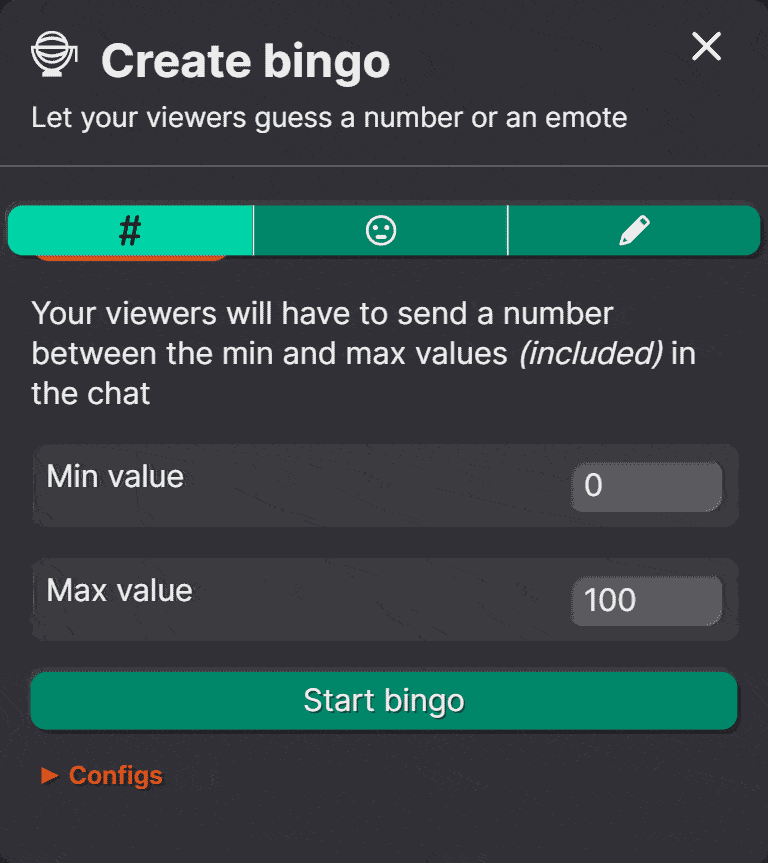 Create bingo
Let your viewers guess a number or an emote
#
Your viewers will have to send a number
between the min and max values (included) in
the chat
Min value
0
Max value
100
Start bingo
Configs